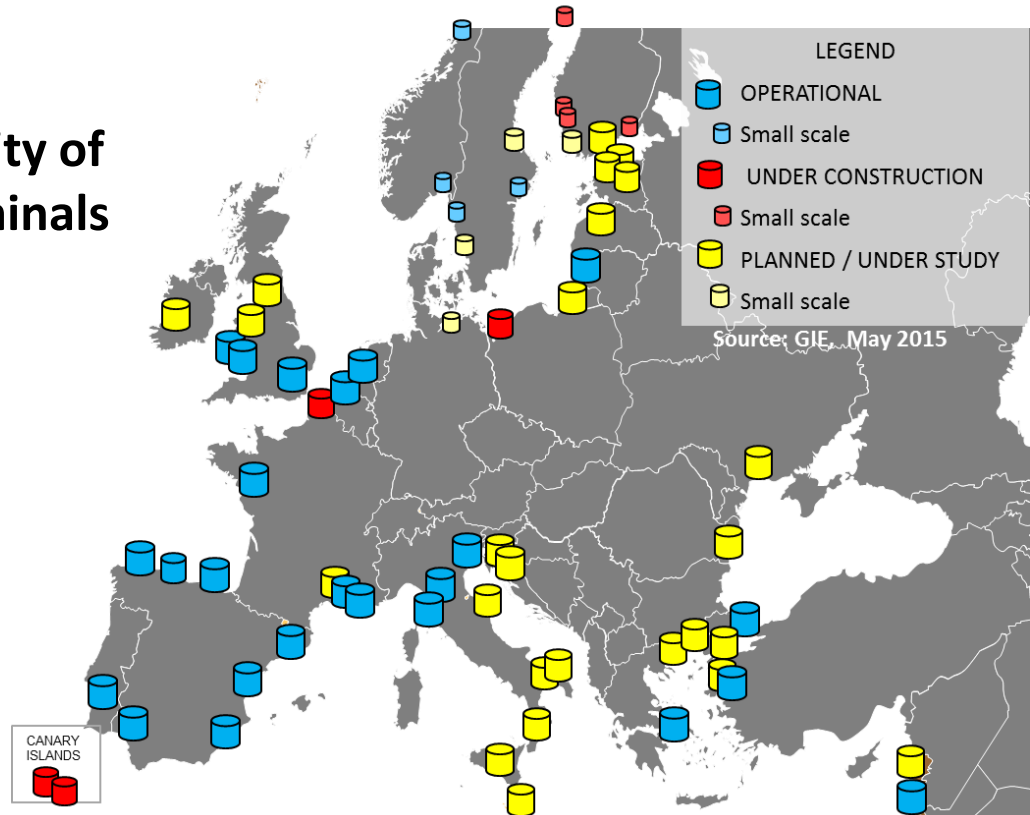 ity of
inals
LEGEND
OPERATIONAL
Small scale
UNDER CONSTRUCTION
Small scale
PLANNED / UNDER STUDY
Small scale
Source: GIE, May 2015
CANARY
ISLANDS